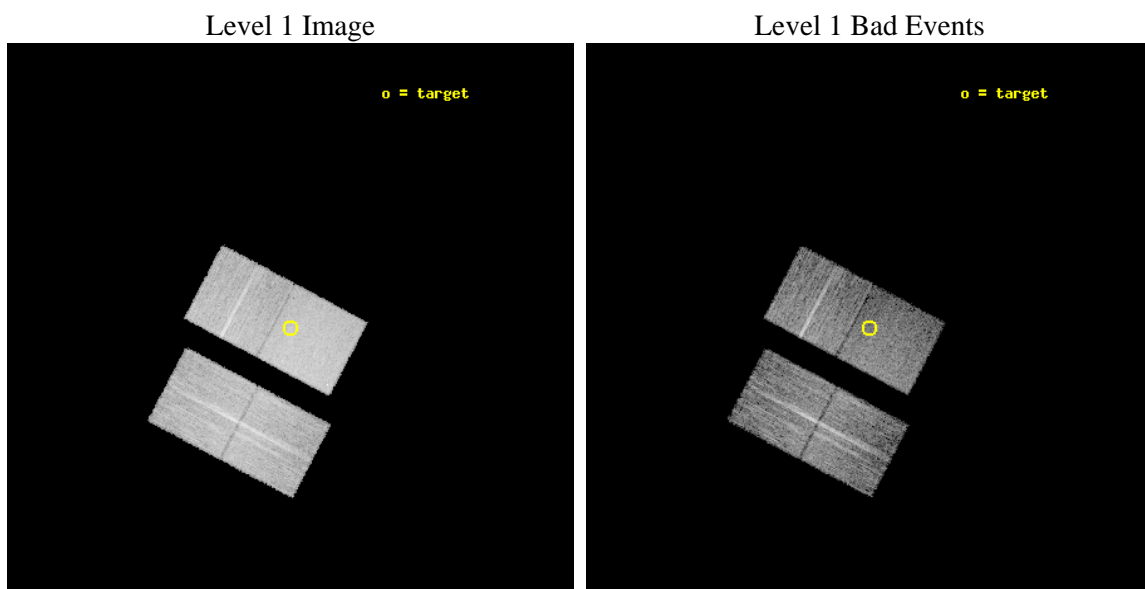 Level 1 Image
Level 1 Bad Events
o = target
o = target